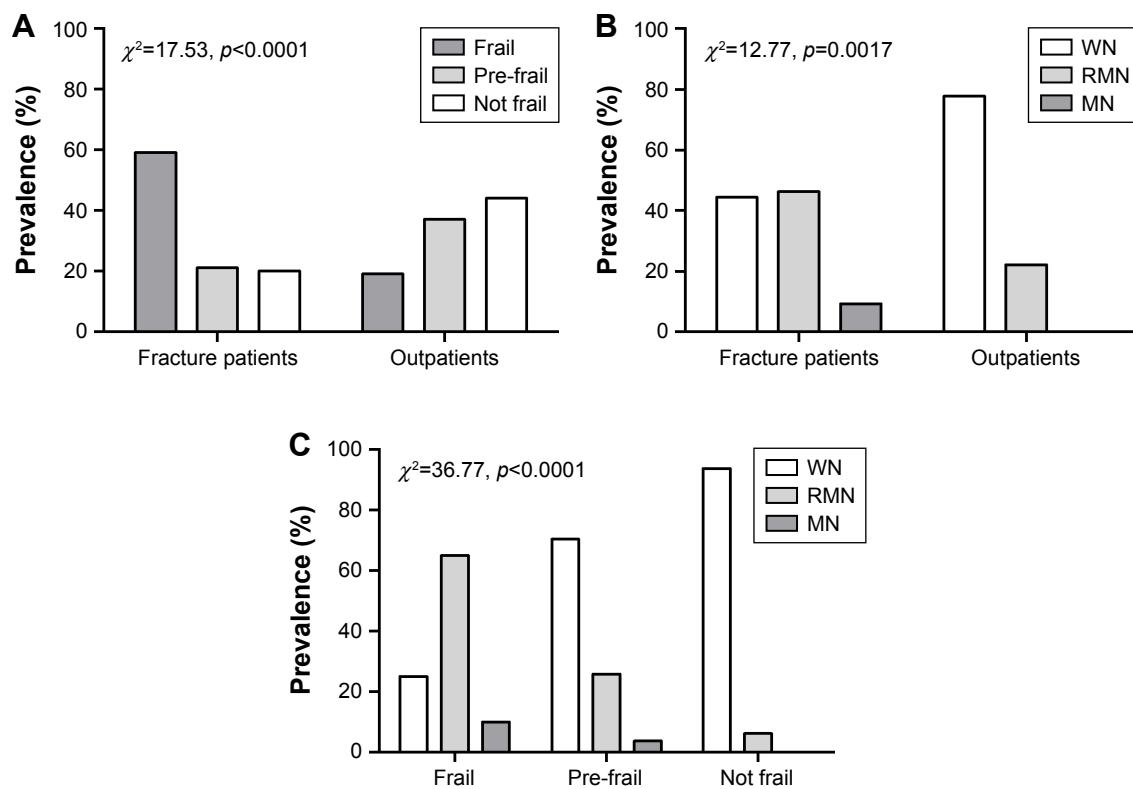 A
χ²=17.53, p<0.0001
Frail
Pre-frail
Not frail
Prevalence (%)
100
80
60
40
20
0
Fracture patients
Outpatients
B
χ²=12.77, p=0.0017
WN
RMN
MN
Prevalence (%)
100
80
60
40
20
0
Fracture patients
Outpatients
C
χ²=36.77, p<0.0001
WN
RMN
MN
Prevalence (%)
100
80
60
40
20
0
Frail
Pre-frail
Not frail